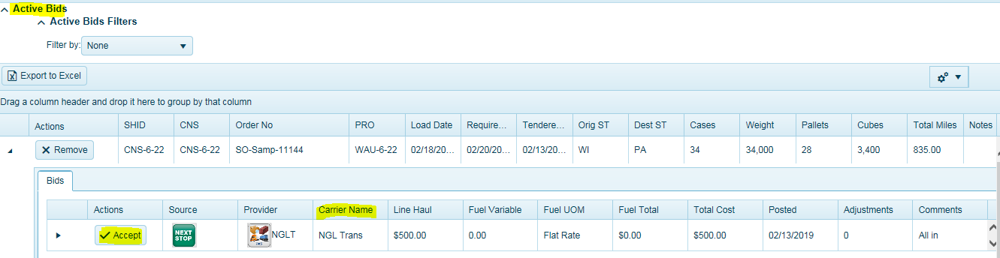 Active Bids
Active Bids Filters
Filter by: None
Export to Excel
Drag a column header and drop it here to group by that column
Actions SHID CNS Order No PRO Load Date Require... Tendere... Orig ST Dest ST Cases Weight Pallets Cubes Total Miles Notes
Remove CNS-6-22 CNS-6-22 SO-Samp-11144 WAU-6-22 02/18/20... 02/20/20... 02/13/20... WI PA 34 34,000 28 3,400 835.00
Bids
Actions Source Provider Carrier Name Line Haul Fuel Variable Fuel UOM Fuel Total Total Cost Posted Adjustments Comments
Accept NEXT STOP NGLT NGL Trans $500.00 0.00 Flat Rate $0.00 $500.00 02/13/2019 0 All in